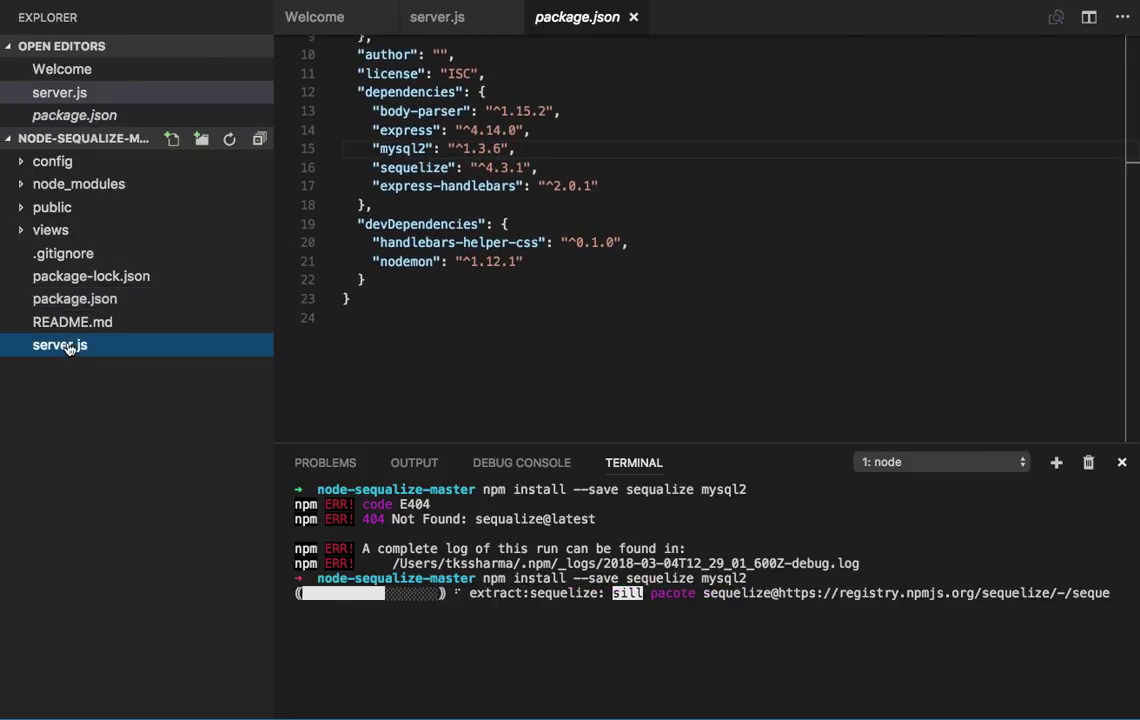 EXPLORER
OPEN EDITORS
Welcome
server.js
package.json
NODE-SEQUALIZE-M...
config
node_modules
public
views
.gitignore
package-lock.json
package.json
README.md
server.js
Welcome server.js package.json ×
9 },
10 "author": "",
11 "license": "ISC",
12 "dependencies": {
13 "body-parser": "^1.15.2",
14 "express": "^4.14.0",
15 "mysql2": "^1.3.6",
16 "sequelize": "^4.3.1",
17 "express-handlebars": "^2.0.1"
18 },
19 "devDependencies": {
20 "handlebars-helper-css": "^0.1.0",
21 "nodemon": "^1.12.1"
22 }
23 }
24
PROBLEMS OUTPUT DEBUG CONSOLE TERMINAL 1: node
→ node-sequalize-master npm install --save sequalize mysql2
npm ERR! code E404
npm ERR! 404 Not Found: sequalize@latest
npm ERR! A complete log of this run can be found in:
npm ERR! /Users/tkssharma/.npm/_logs/2018-03-04T12_29_01_600Z-debug.log
→ node-sequalize-master npm install --save sequelize mysql2
extract:sequelize: sill pacote sequelize@https://registry.npmjs.org/sequelize/-/seque